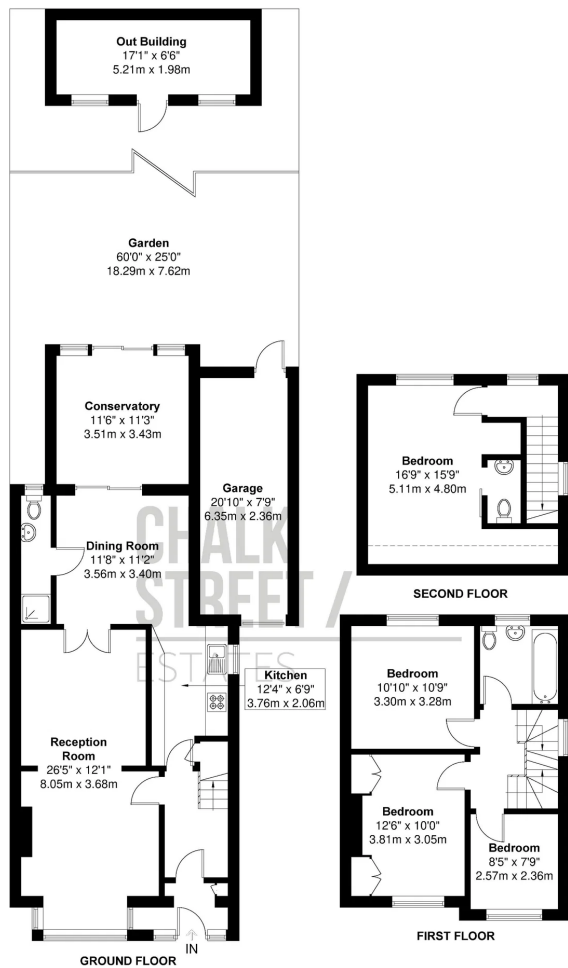 Out Building
17'1" x 6'6"
5.21m x 1.98m
Garden
60'0" x 25'0"
18.29m x 7.62m
Conservatory
11'6" x 11'3"
3.51m x 3.43m
Garage
20'10" x 7'9"
6.35m x 2.36m
Dining Room
11'8" x 11'2"
3.56m x 3.40m
CHALK
STREET /
ESTATES
Kitchen
12'4" x 6'9"
3.76m x 2.06m
Reception
Room
26'5" x 12'1"
8.05m x 3.68m
IN
GROUND FLOOR
Bedroom
16'9" x 15'9"
5.11m x 4.80m
SECOND FLOOR
Bedroom
10'10" x 10'9"
3.30m x 3.28m
Bedroom
12'6" x 10'0"
3.81m x 3.05m
Bedroom
8'5" x 7'9"
2.57m x 2.36m
FIRST FLOOR